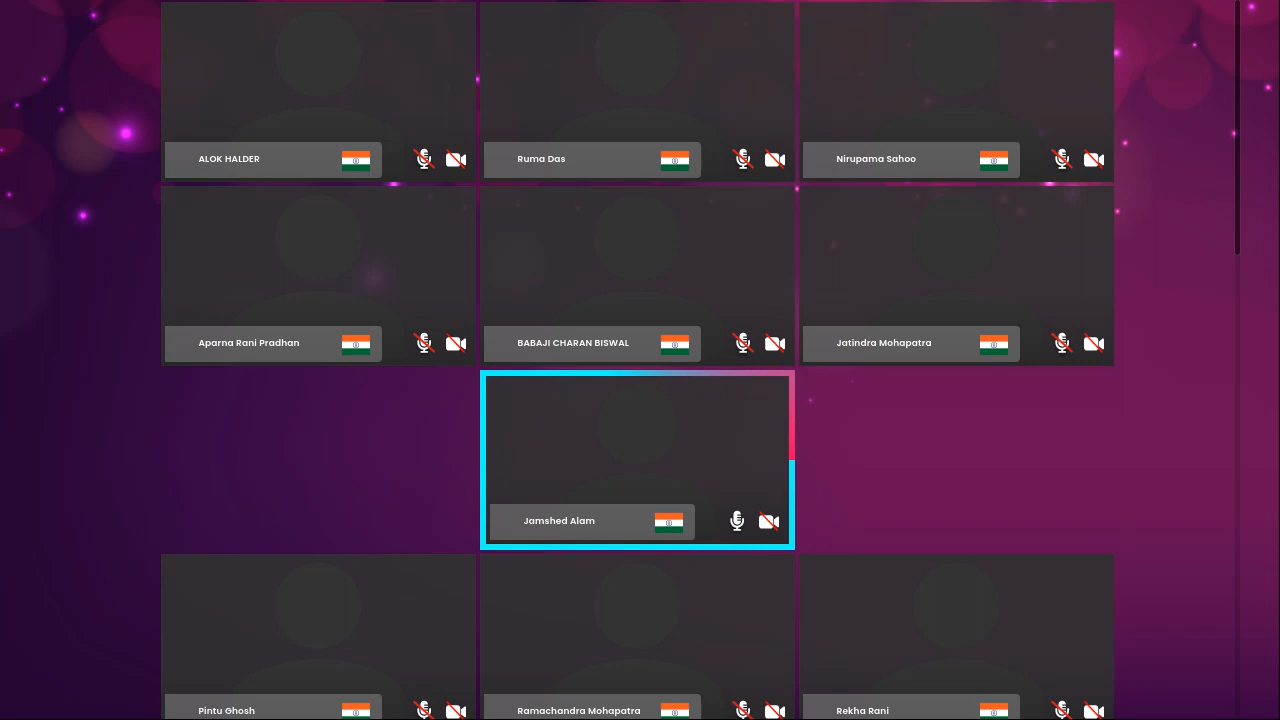 ALOK HALDER
Ruma Das
Nirupama Sahoo
Aparna Rani Pradhan
BABAJI CHARAN BISWAL
Jatindra Mohapatra
Jamshed Alam
Pintu Ghosh
Ramachandra Mohapatra
Rekha Rani